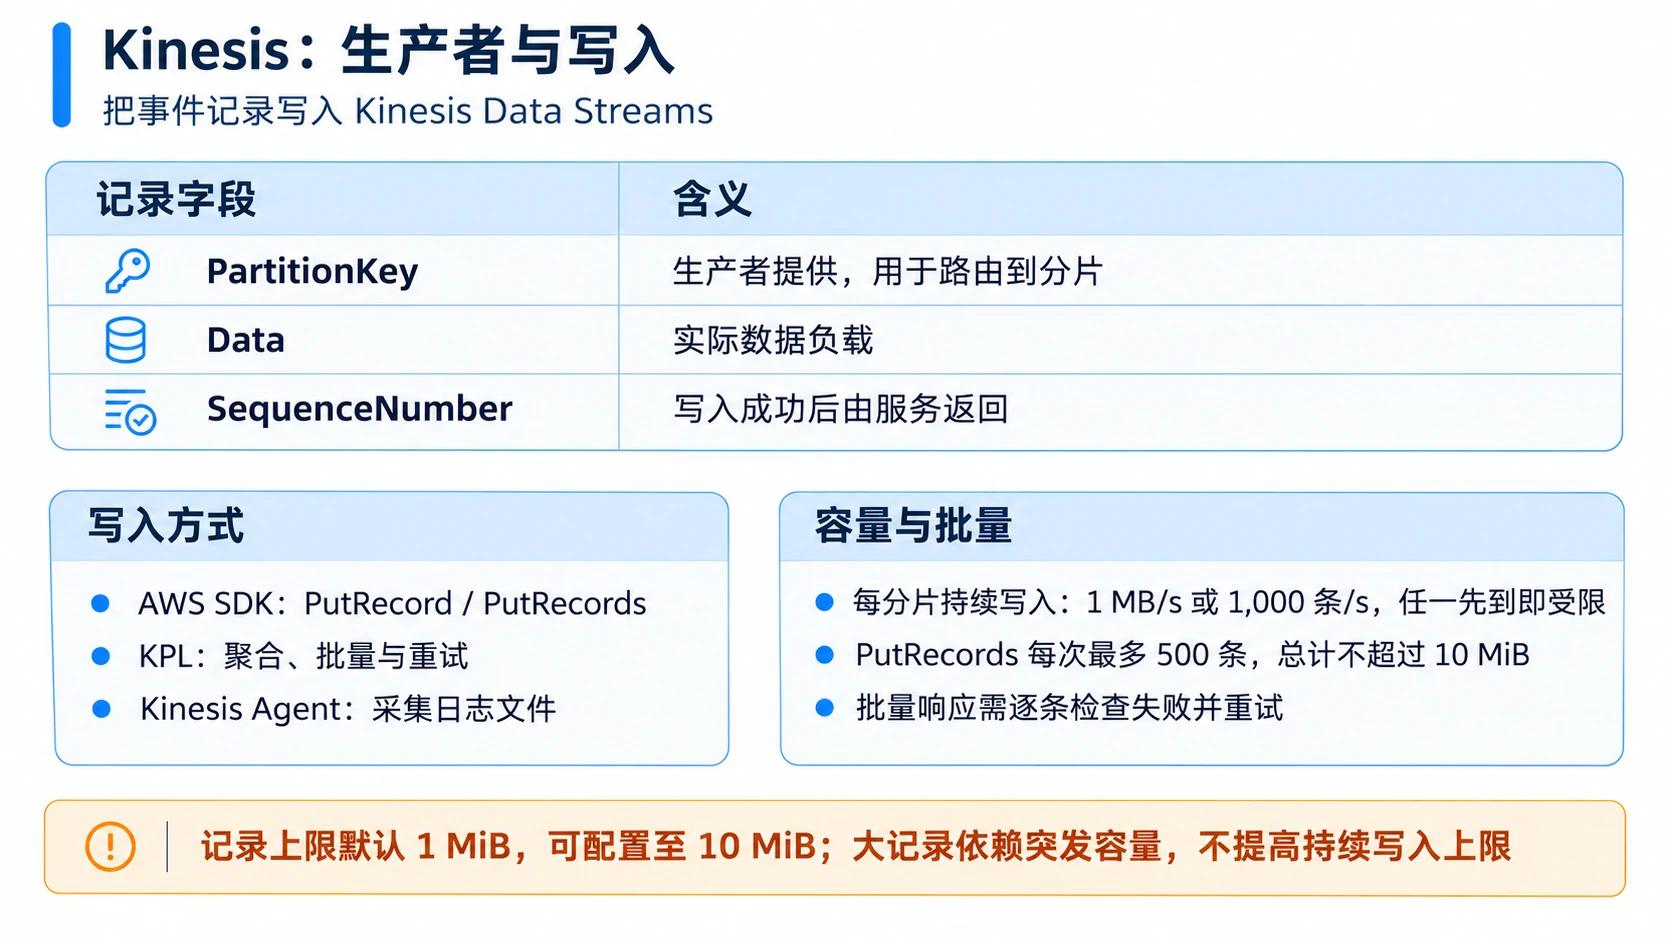 Kinesis：生产者与写入
把事件记录写入 Kinesis Data Streams
记录字段 含义
PartitionKey 生产者提供，用于路由到分片
Data 实际数据负载
SequenceNumber 写入成功后由服务返回
写入方式
AWS SDK：PutRecord / PutRecords
KPL：聚合、批量与重试
Kinesis Agent：采集日志文件
容量与批量
每分片持续写入：1 MB/s 或 1,000 条/s，任一先到即受限
PutRecords 每次最多 500 条，总计不超过 10 MiB
批量响应需逐条检查失败并重试
记录上限默认 1 MiB，可配置至 10 MiB；大记录依赖突发容量，不提高持续写入上限